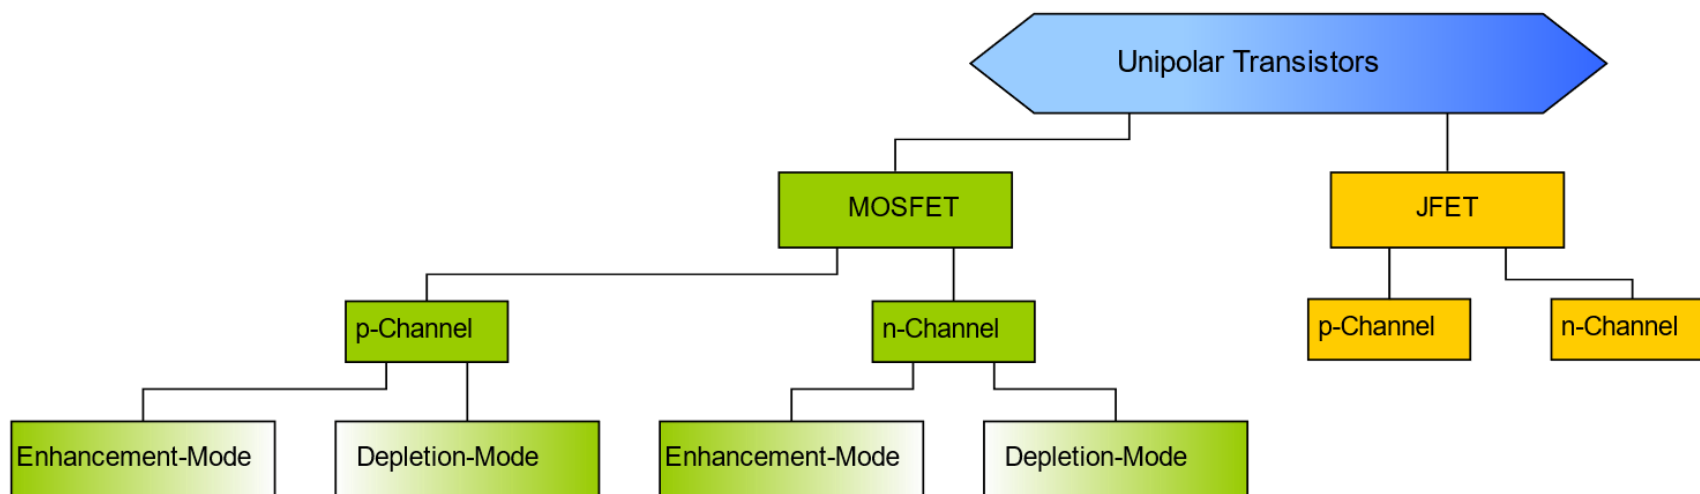 Unipolar Transistors
MOSFET
JFET
p-Channel
n-Channel
p-Channel
n-Channel
Enhancement-Mode
Depletion-Mode
Enhancement-Mode
Depletion-Mode